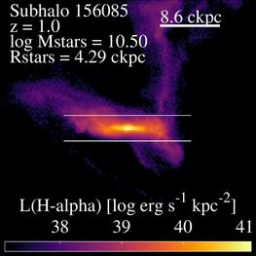 Subhalo 156085
8.6 ckpc
z = 1.0
log Mstars = 10.50
Rstars = 4.29 ckpc
L(H-alpha) [log erg s⁻¹ kpc⁻²]
38 39 40 41